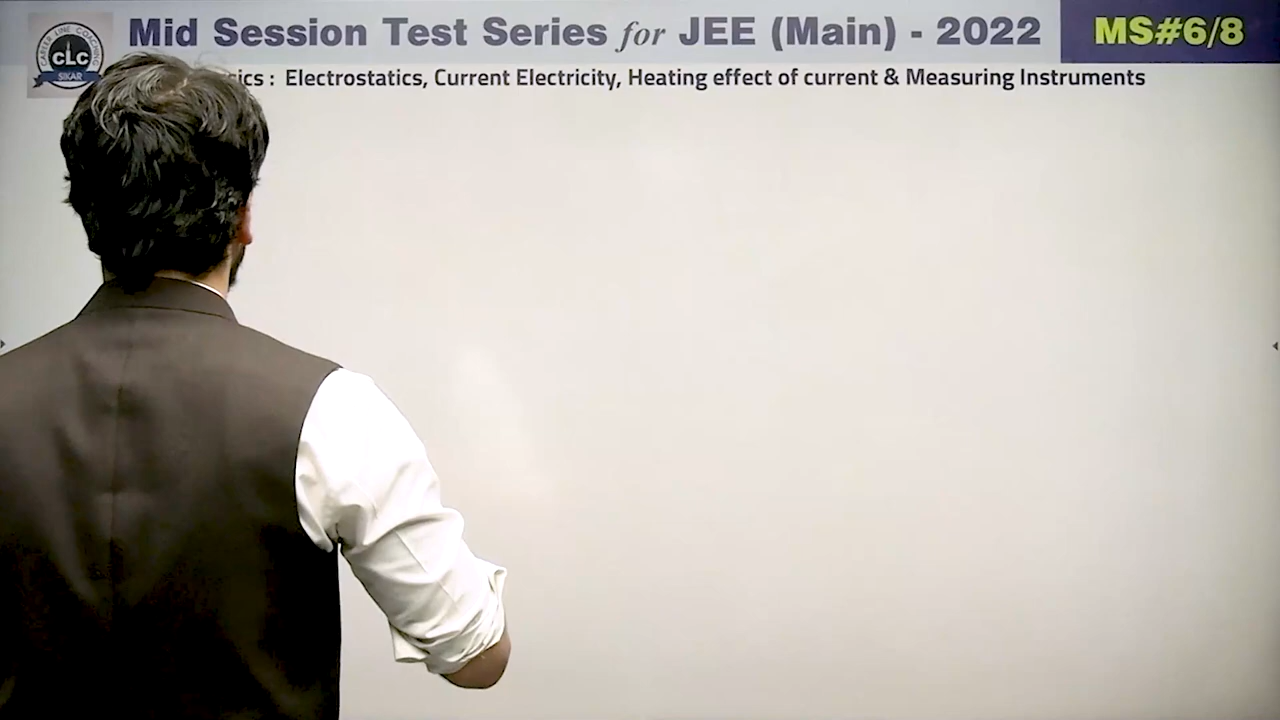 Mid Session Test Series for JEE (Main) - 2022
MS#6/8
CLC
SIKAR
: Electrostatics, Current Electricity, Heating effect of current & Measuring Instruments